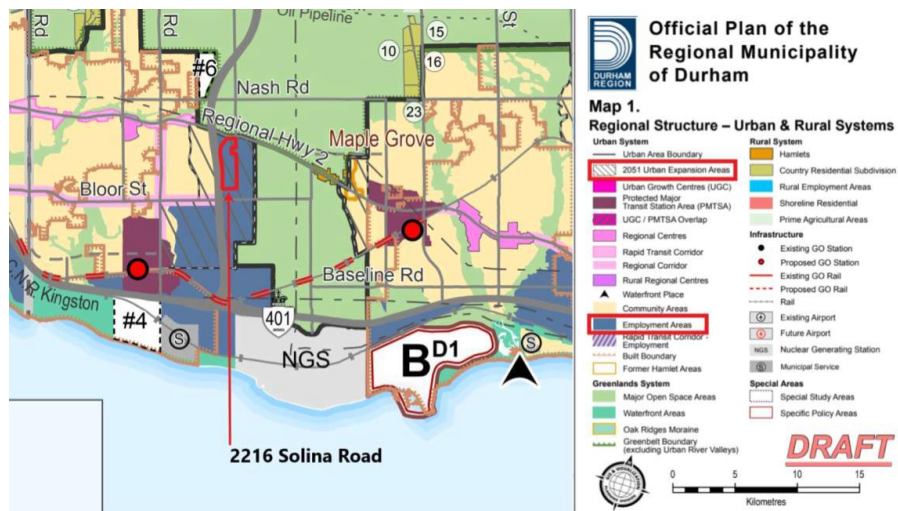 Rd
Rd
Oil Pipeline
St
15
10
16
#6
Nash Rd
23
Regional Hwy 2
Maple Grove
Bloor St
Baseline Rd
C.N.R Kingston
401
#4
S
NGS
B D1
S
2216 Solina Road
DURHAM
REGION
Official Plan of the
Regional Municipality
of Durham
Map 1.
Regional Structure – Urban & Rural Systems
Urban System
Urban Area Boundary
2051 Urban Expansion Areas
Urban Growth Centres (UGC)
Protected Major
Transit Station Area (PMTSA)
UGC / PMTSA Overlap
Regional Centres
Rapid Transit Corridor
Regional Corridor
Rural Regional Centres
Waterfront Place
Community Areas
Employment Areas
Rapid Transit Corridor -
Employment
Built Boundary
Former Hamlet Areas
Greenlands System
Major Open Space Areas
Waterfront Areas
Oak Ridges Moraine
Greenbelt Boundary
(excluding Urban River Valleys)
Rural System
Hamlets
Country Residential Subdivision
Rural Employment Areas
Shoreline Residential
Prime Agricultural Areas
Infrastructure
Existing GO Station
Proposed GO Station
Existing GO Rail
Proposed GO Rail
Rail
Existing Airport
Future Airport
NGS Nuclear Generating Station
S Municipal Service
Special Areas
Special Study Areas
Specific Policy Areas
DRAFT
0 5 10 15
Kilometres